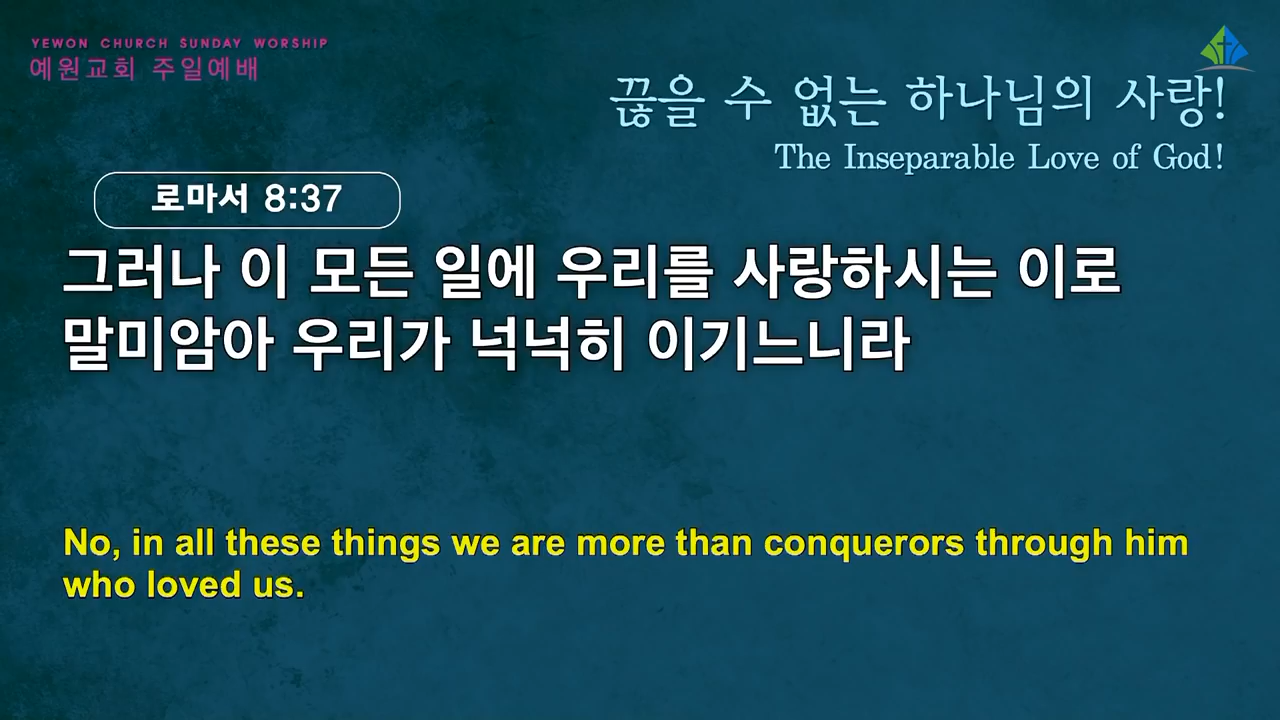 YEWON CHURCH SUNDAY WORSHIP
예원교회 주일예배
끊을 수 없는 하나님의 사랑!
The Inseparable Love of God!
로마서 8:37
그러나 이 모든 일에 우리를 사랑하시는 이로
말미암아 우리가 넉넉히 이기느니라
No, in all these things we are more than conquerors through him
who loved us.